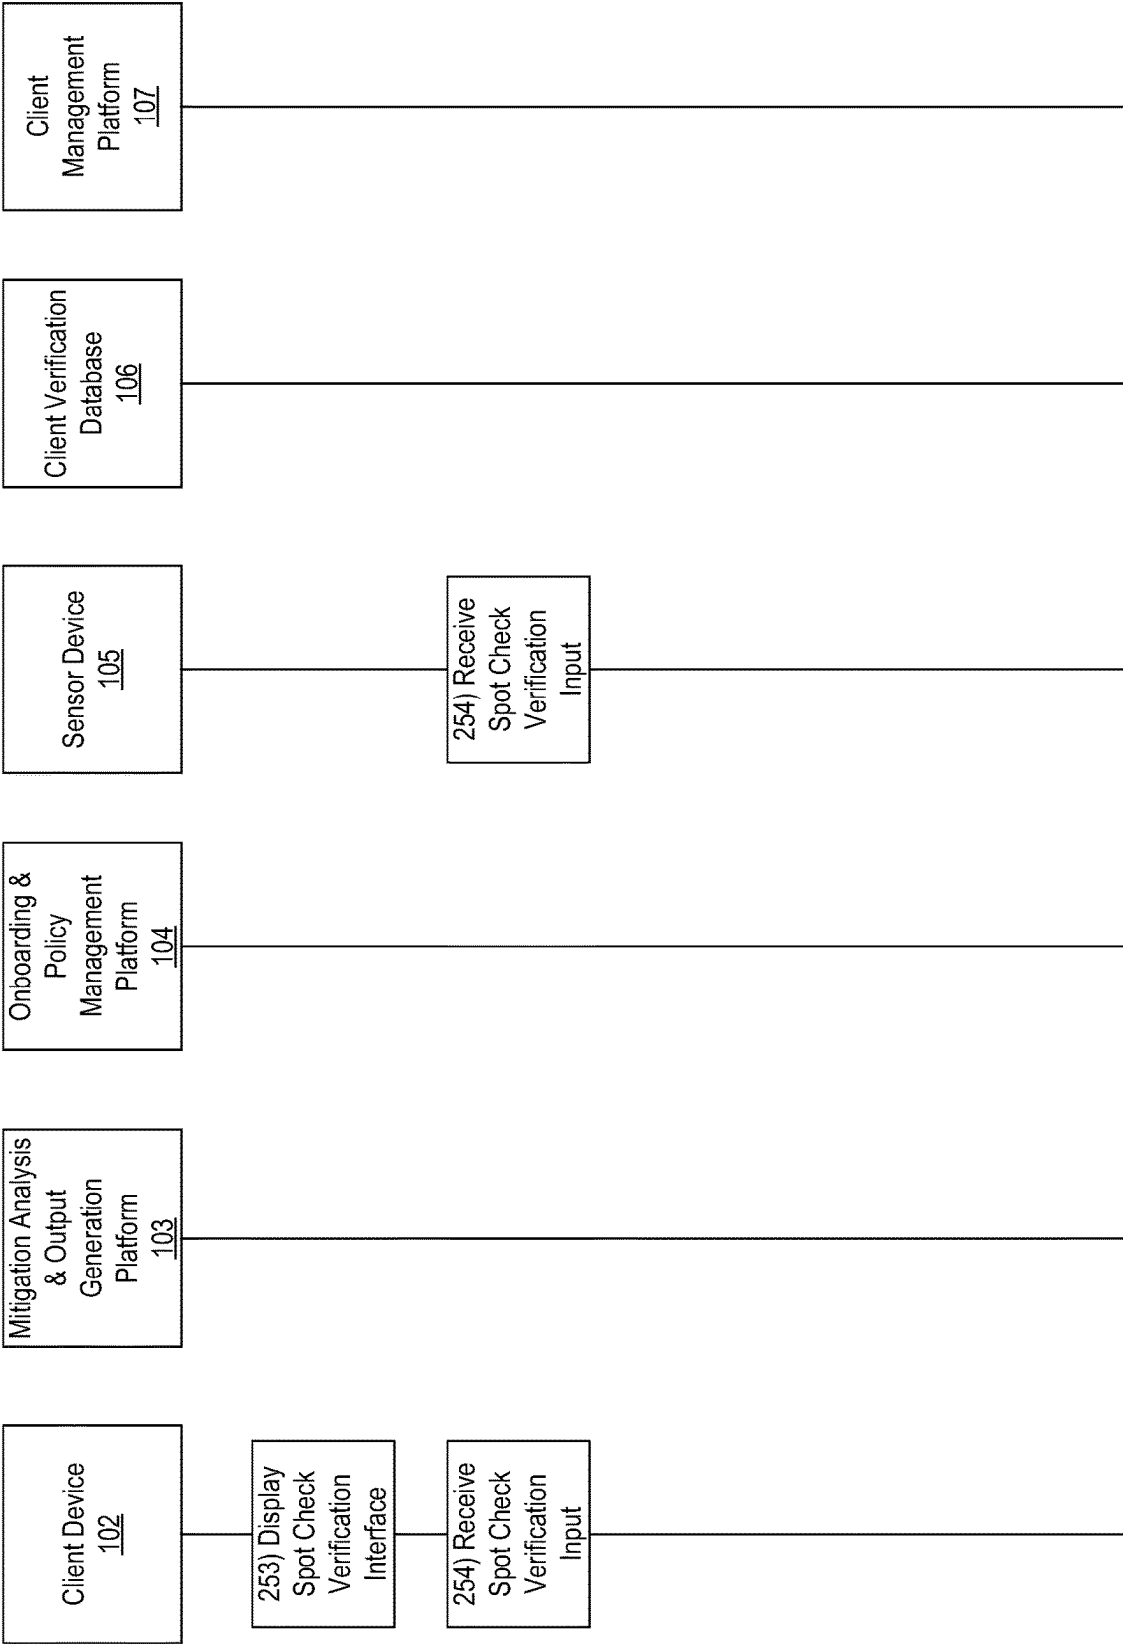 Client Device
102
Mitigation Analysis
& Output
Generation
Platform
103
Onboarding &
Policy
Management
Platform
104
Sensor Device
105
Client Verification
Database
106
Client
Management
Platform
107
253) Display
Spot Check
Verification
Interface
254) Receive
Spot Check
Verification
Input
254) Receive
Spot Check
Verification
Input